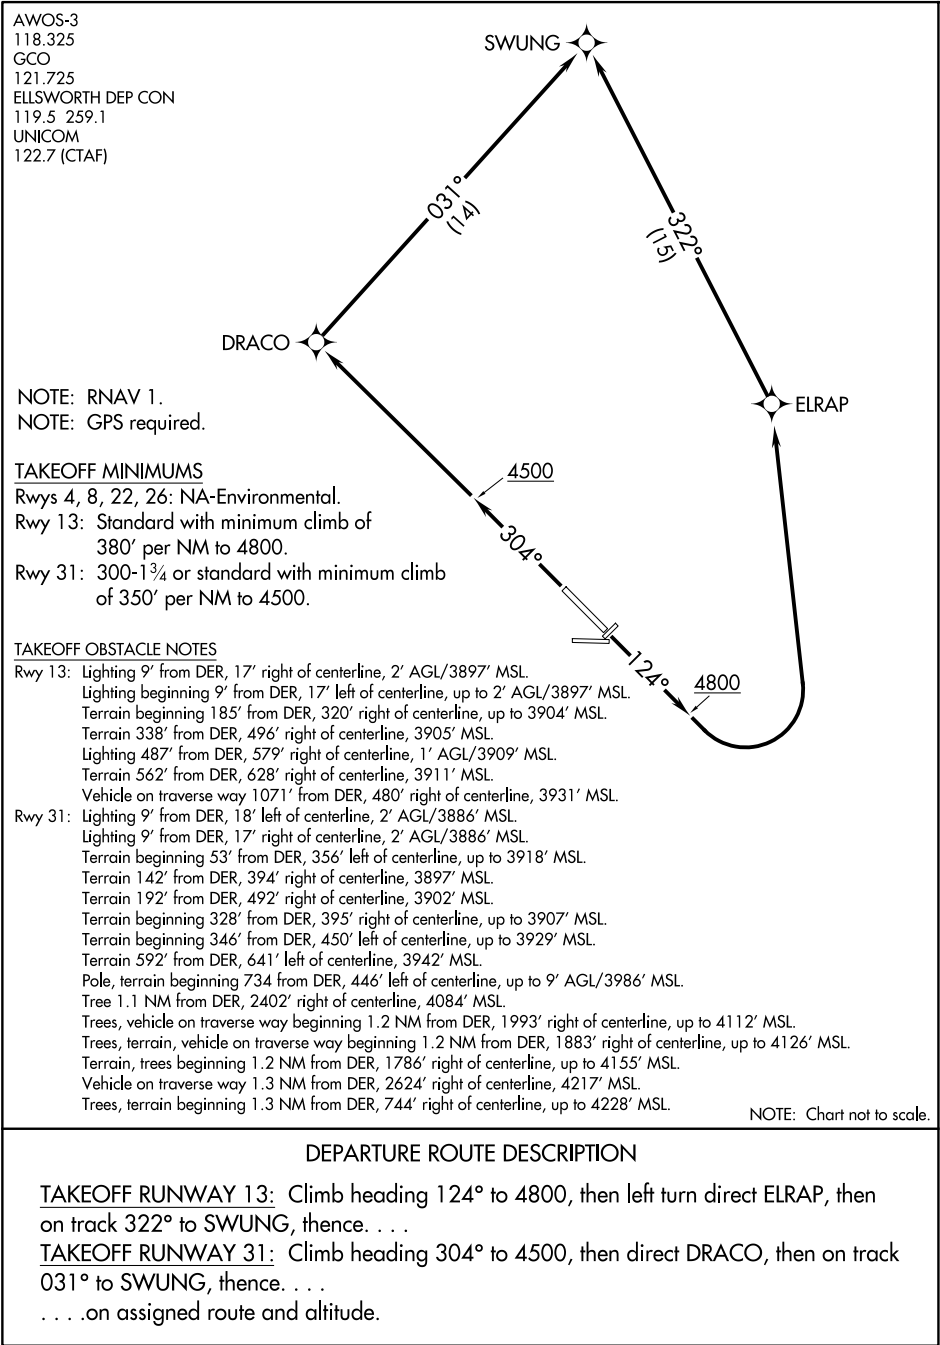 AWOS-3
118.325
GCO
121.725
ELLSWORTH DEP CON
119.5 259.1
UNICOM
122.7 (CTAF)
SWUNG
031°
(14)
322°
(15)
DRACO
ELRAP
NOTE: RNAV 1.
NOTE: GPS required.
4500
304°
124°
4800
TAKEOFF MINIMUMS
Rwys 4, 8, 22, 26: NA-Environmental.
Rwy 13: Standard with minimum climb of
380' per NM to 4800.
Rwy 31: 300-1¾ or standard with minimum climb
of 350' per NM to 4500.
TAKEOFF OBSTACLE NOTES
Rwy 13: Lighting 9' from DER, 17' right of centerline, 2' AGL/3897' MSL.
Lighting beginning 9' from DER, 17' left of centerline, up to 2' AGL/3897' MSL.
Terrain beginning 185' from DER, 320' right of centerline, up to 3904' MSL.
Terrain 338' from DER, 496' right of centerline, 3905' MSL.
Lighting 487' from DER, 579' right of centerline, 1' AGL/3909' MSL.
Terrain 562' from DER, 628' right of centerline, 3911' MSL.
Vehicle on traverse way 1071' from DER, 480' right of centerline, 3931' MSL.
Rwy 31: Lighting 9' from DER, 18' left of centerline, 2' AGL/3886' MSL.
Lighting 9' from DER, 17' right of centerline, 2' AGL/3886' MSL.
Terrain beginning 53' from DER, 356' left of centerline, up to 3918' MSL.
Terrain 142' from DER, 394' right of centerline, 3897' MSL.
Terrain 192' from DER, 492' right of centerline, 3902' MSL.
Terrain beginning 328' from DER, 395' right of centerline, up to 3907' MSL.
Terrain beginning 346' from DER, 450' left of centerline, up to 3929' MSL.
Terrain 592' from DER, 641' left of centerline, 3942' MSL.
Pole, terrain beginning 734 from DER, 446' left of centerline, up to 9' AGL/3986' MSL.
Tree 1.1 NM from DER, 2402' right of centerline, 4084' MSL.
Trees, vehicle on traverse way beginning 1.2 NM from DER, 1993' right of centerline, up to 4112' MSL.
Trees, terrain, vehicle on traverse way beginning 1.2 NM from DER, 1883' right of centerline, up to 4126' MSL.
Terrain, trees beginning 1.2 NM from DER, 1786' right of centerline, up to 4155' MSL.
Vehicle on traverse way 1.3 NM from DER, 2624' right of centerline, 4217' MSL.
Trees, terrain beginning 1.3 NM from DER, 744' right of centerline, up to 4228' MSL.
NOTE: Chart not to scale.
DEPARTURE ROUTE DESCRIPTION
TAKEOFF RUNWAY 13: Climb heading 124° to 4800, then left turn direct ELRAP, then
on track 322° to SWUNG, thence. . . .
TAKEOFF RUNWAY 31: Climb heading 304° to 4500, then direct DRACO, then on track
031° to SWUNG, thence. . . .
. . . .on assigned route and altitude.